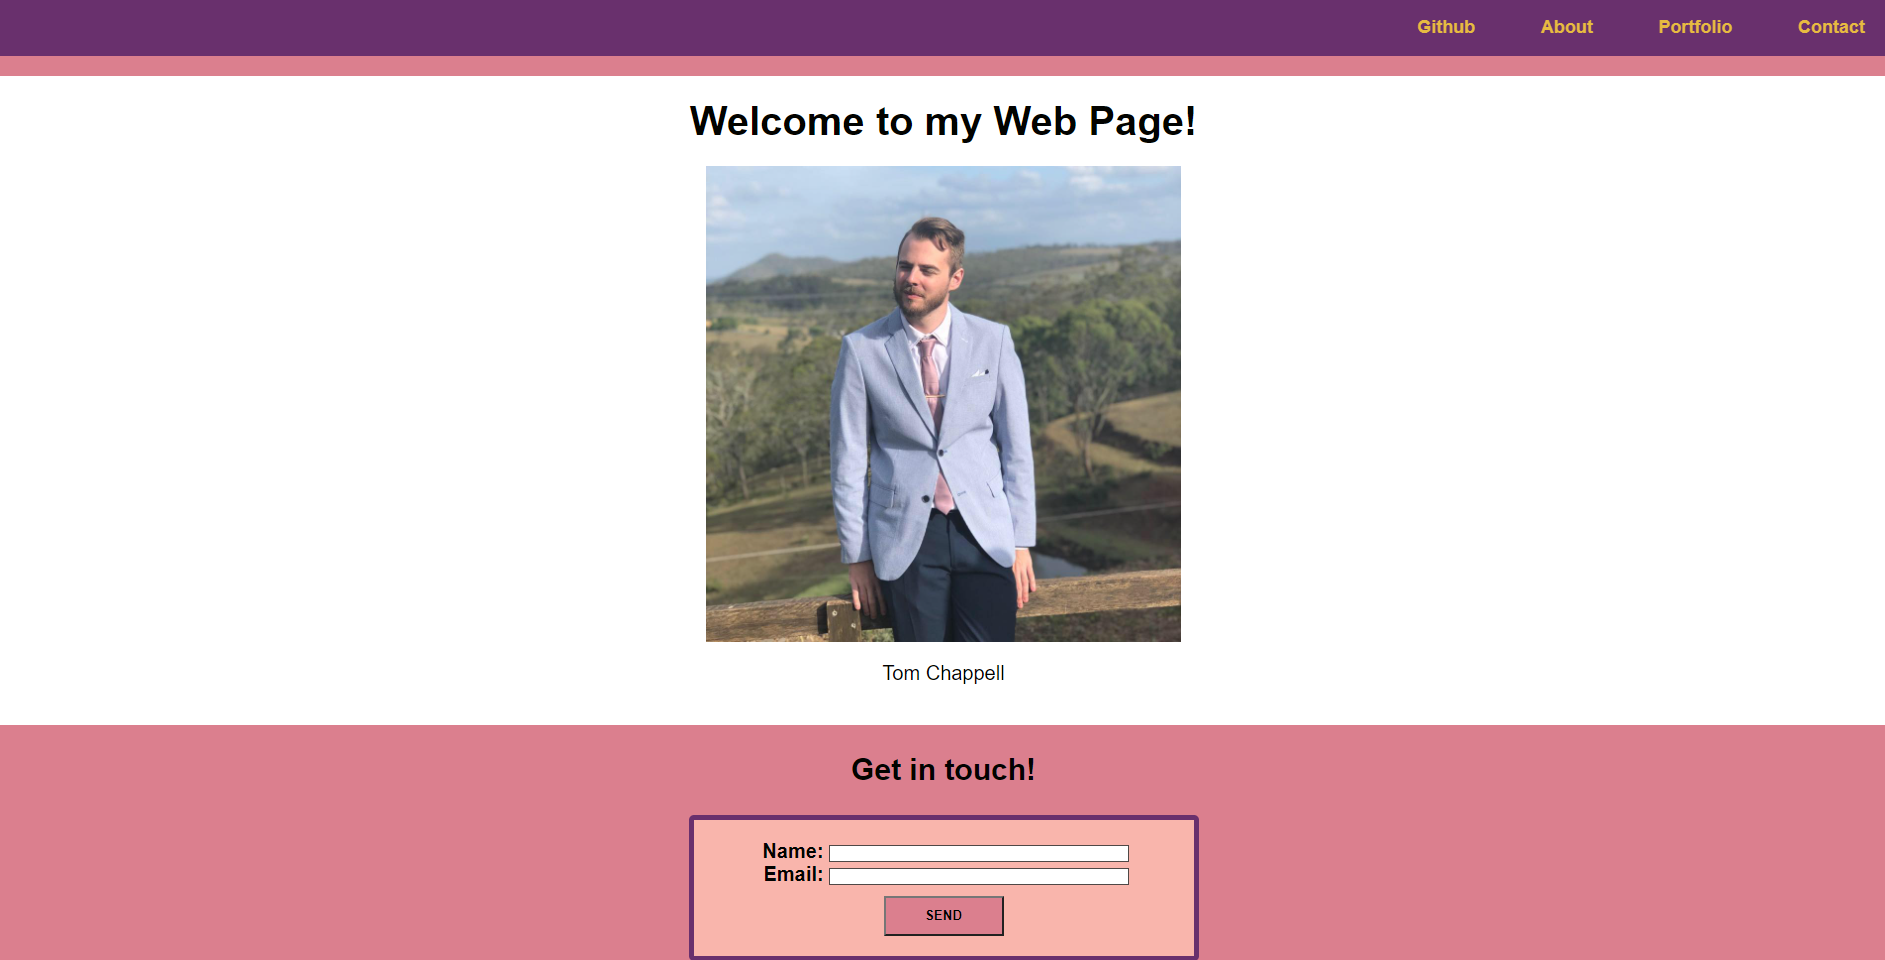 Github About Portfolio Contact
Welcome to my Web Page!
Tom Chappell
Get in touch!
Name:
Email:
SEND